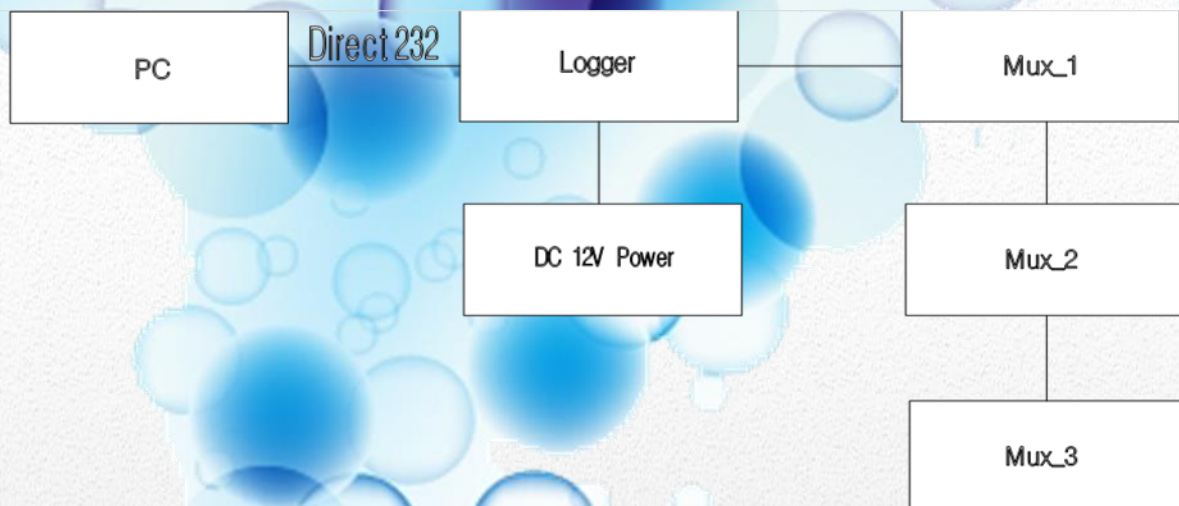 PC
Direct 232
Logger
Mux_1
DC 12V Power
Mux_2
Mux_3